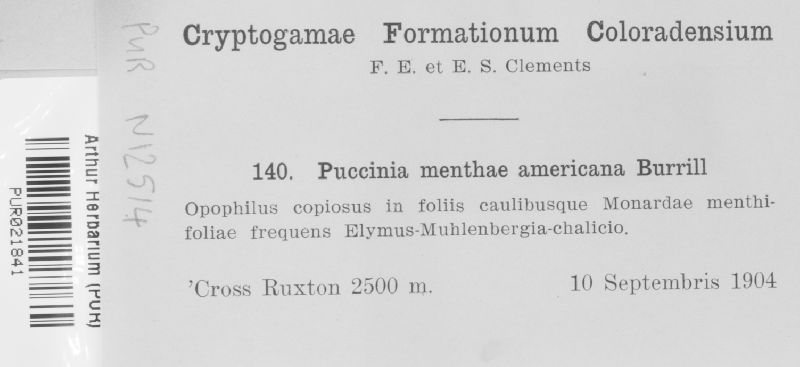 Cryptogamae Formationum Coloradensium
F. E. et E. S. Clements
140. Puccinia menthae americana Burrill
Opophilus copiosus in foliis caulibusque Monardae menthi-
foliae frequens Elymus-Muhlenbergia-chalicio.
'Cross Ruxton 2500 m. 10 Septembris 1904
PUR N12514
Arthur Herbarium (PUR)
PUR021841